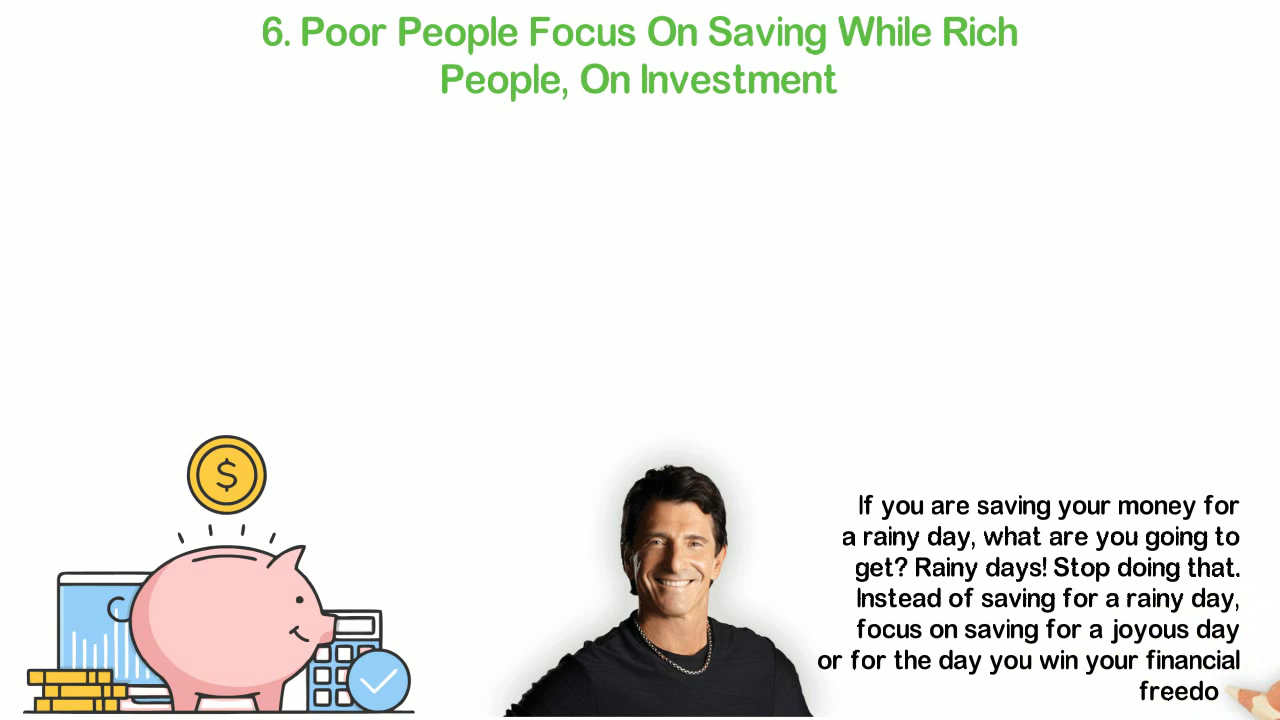 6. Poor People Focus On Saving While Rich
People, On Investment
$
If you are saving your money for
a rainy day, what are you going to
get? Rainy days! Stop doing that.
Instead of saving for a rainy day,
focus on saving for a joyous day
or for the day you win your financial
freedo